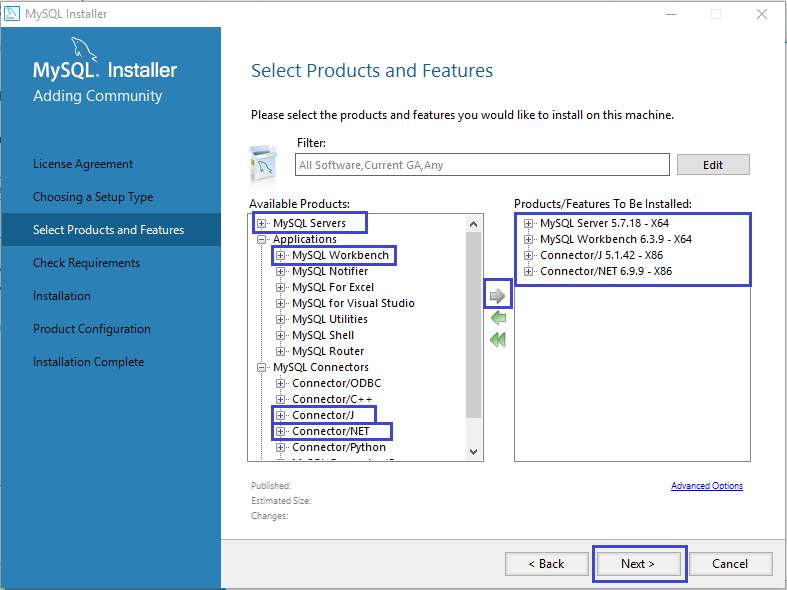 MySQL Installer
MySQL. Installer
Adding Community
License Agreement
Choosing a Setup Type
Select Products and Features
Check Requirements
Installation
Product Configuration
Installation Complete
Select Products and Features
Please select the products and features you would like to install on this machine.
Filter:
All Software,Current GA,Any
Edit
Available Products:
MySQL Servers
Applications
MySQL Workbench
MySQL Notifier
MySQL For Excel
MySQL for Visual Studio
MySQL Utilities
MySQL Shell
MySQL Router
MySQL Connectors
Connector/ODBC
Connector/C++
Connector/J
Connector/NET
Connector/Python
Products/Features To Be Installed:
MySQL Server 5.7.18 - X64
MySQL Workbench 6.3.9 - X64
Connector/J 5.1.42 - X86
Connector/NET 6.9.9 - X86
Published:
Estimated Size:
Changes:
Advanced Options
< Back
Next >
Cancel